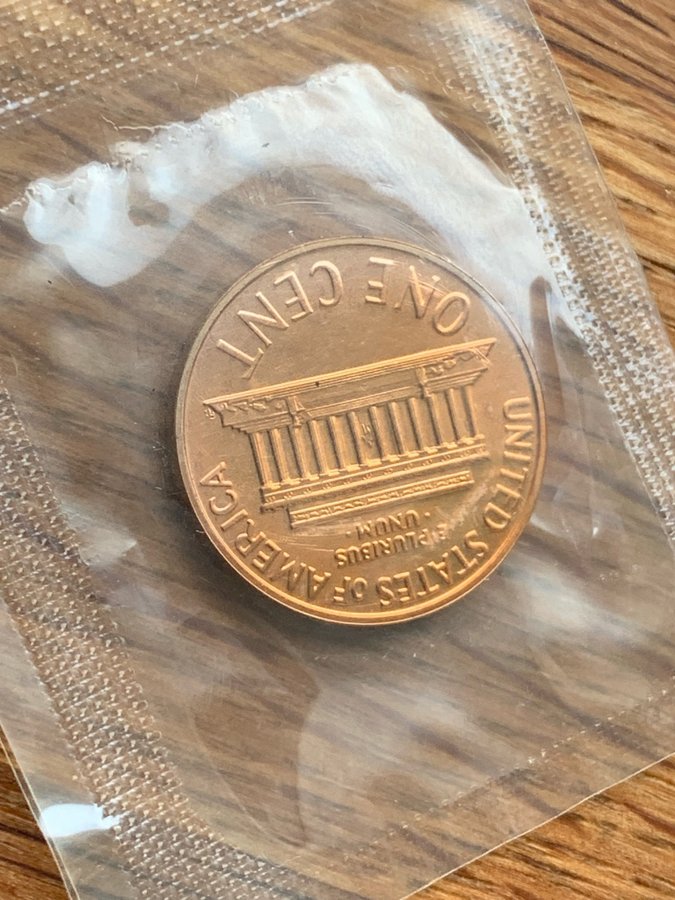 UNITED STATES OF AMERICA
E·PLURIBUS
·UNUM·
ONE CENT